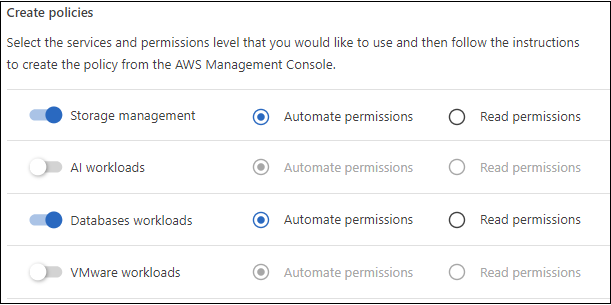 Create policies
Select the services and permissions level that you would like to use and then follow the instructions
to create the policy from the AWS Management Console.
Storage management Automate permissions Read permissions
AI workloads Automate permissions Read permissions
Databases workloads Automate permissions Read permissions
VMware workloads Automate permissions Read permissions